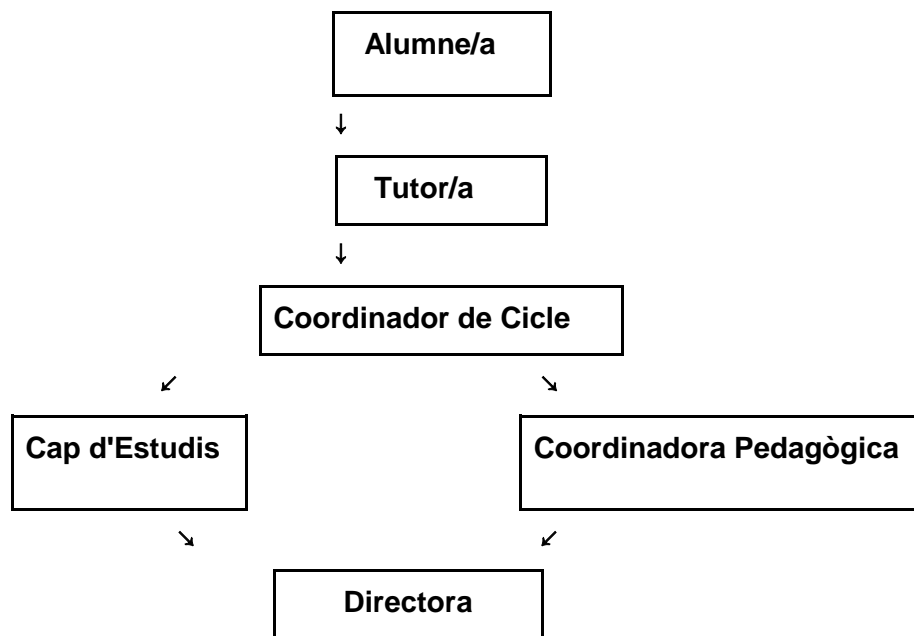 Alumne/a
↓
Tutor/a
↓
Coordinador de Cicle
↙ ↘
Cap d'Estudis Coordinadora Pedagògica
↘ ↙
Directora